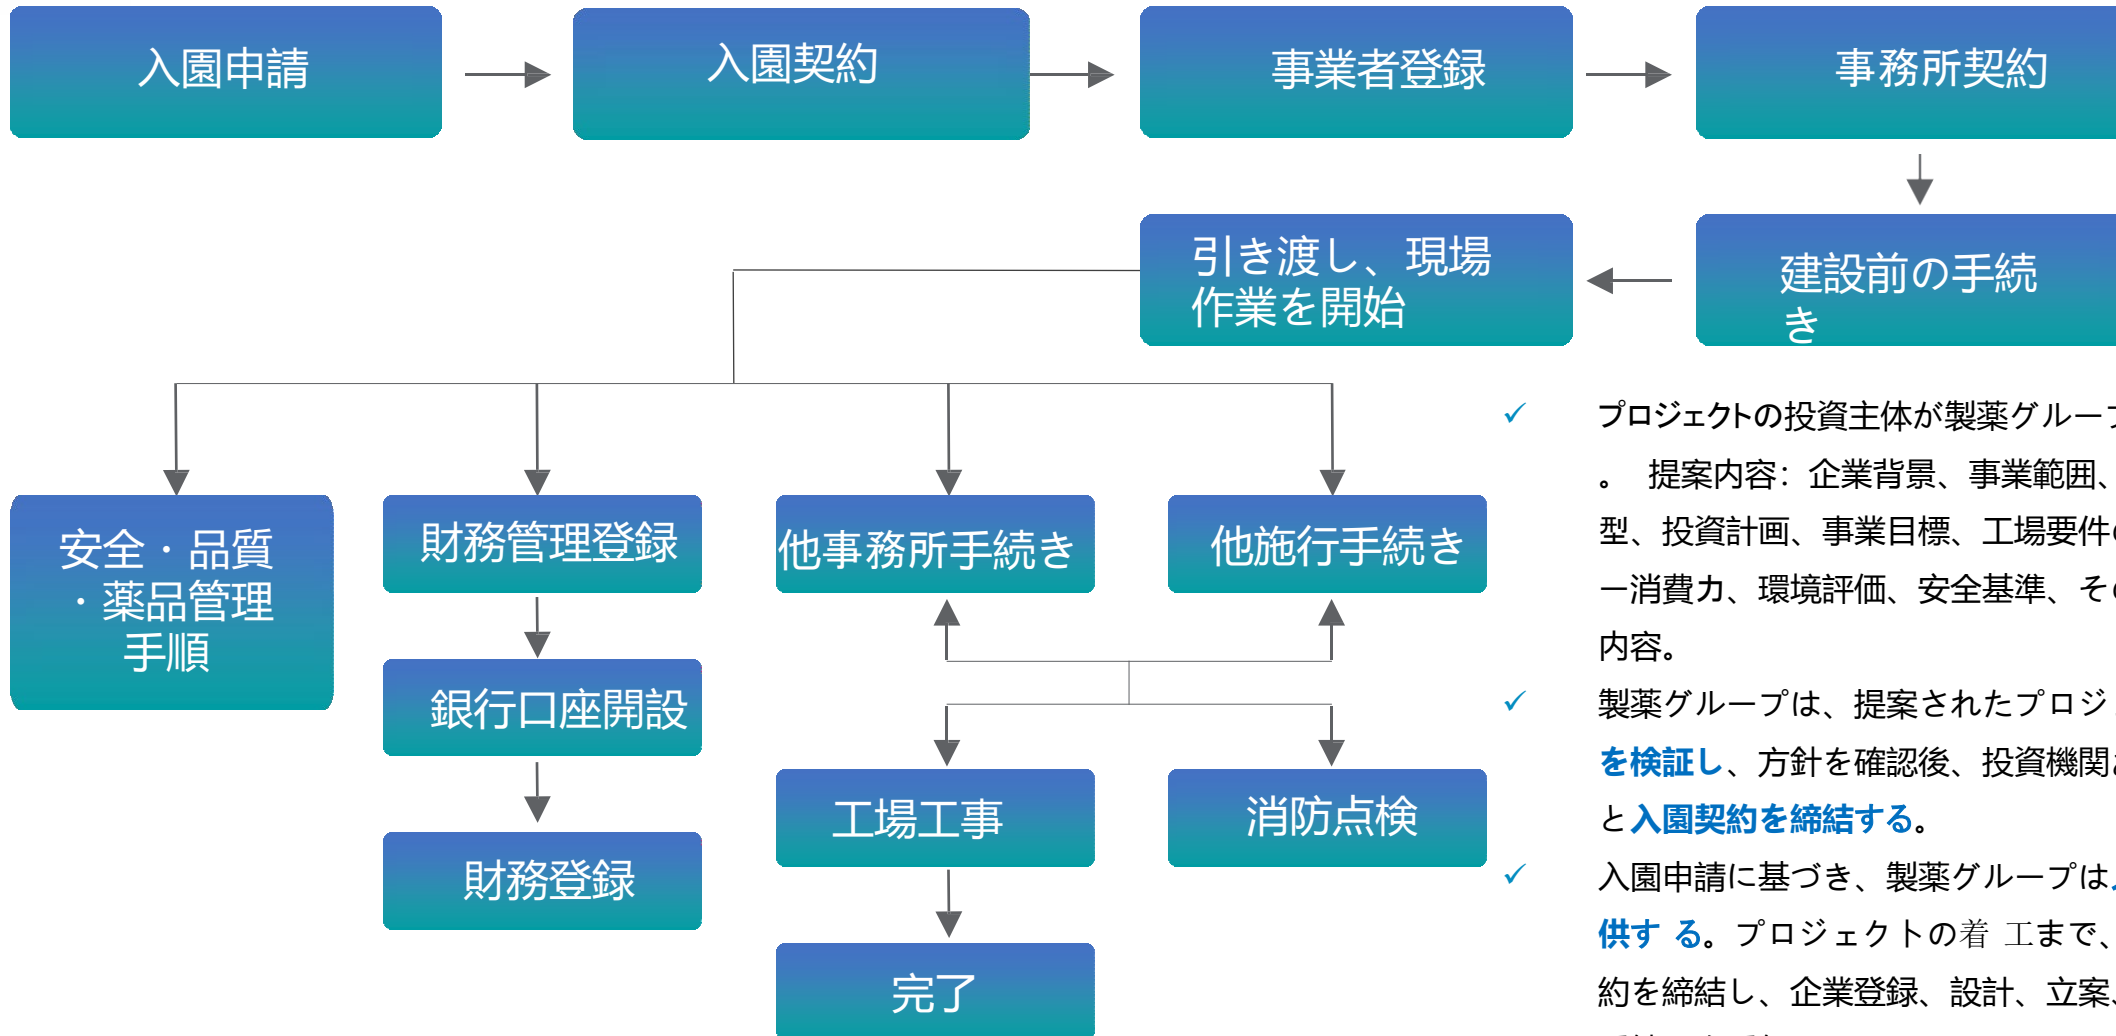 入園申請
入園契約
事業者登録
事務所契約
引き渡し、現場
作業を開始
建設前の手続
き
安全・品質
・薬品管理
手順
財務管理登録
他事務所手続き
他施行手続き
銀行口座開設
工場工事
消防点検
財務登録
完了
✓ プロジェクトの投資主体が製薬グルー
。 提案内容：企業背景、事業範囲、
型、投資計画、事業目標、工場要件
ー消費力、環境評価、安全基準、そ
内容。
✓ 製薬グループは、提案されたプロジ
を検証し、方針を確認後、投資機関
と入園契約を締結する。
✓ 入園申請に基づき、製薬グループは
供す る。プロジェクトの着 工まで、
約を締結し、企業登録、設計、立案、